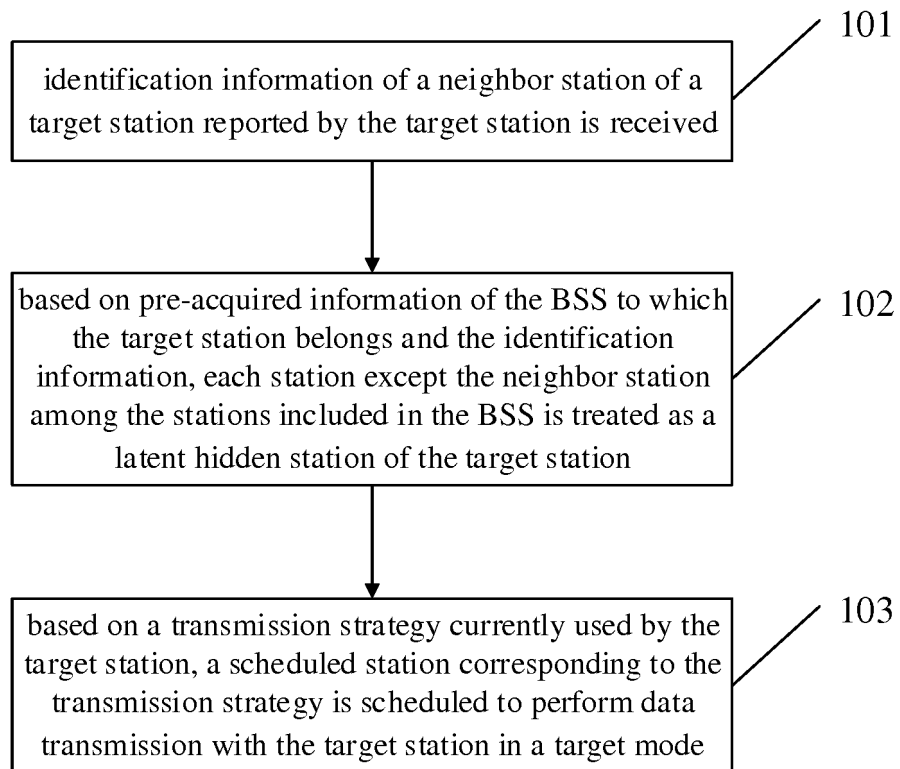 101
identification information of a neighbor station of a
target station reported by the target station is received
102
based on pre-acquired information of the BSS to which
the target station belongs and the identification
information, each station except the neighbor station
among the stations included in the BSS is treated as a
latent hidden station of the target station
103
based on a transmission strategy currently used by the
target station, a scheduled station corresponding to the
transmission strategy is scheduled to perform data
transmission with the target station in a target mode